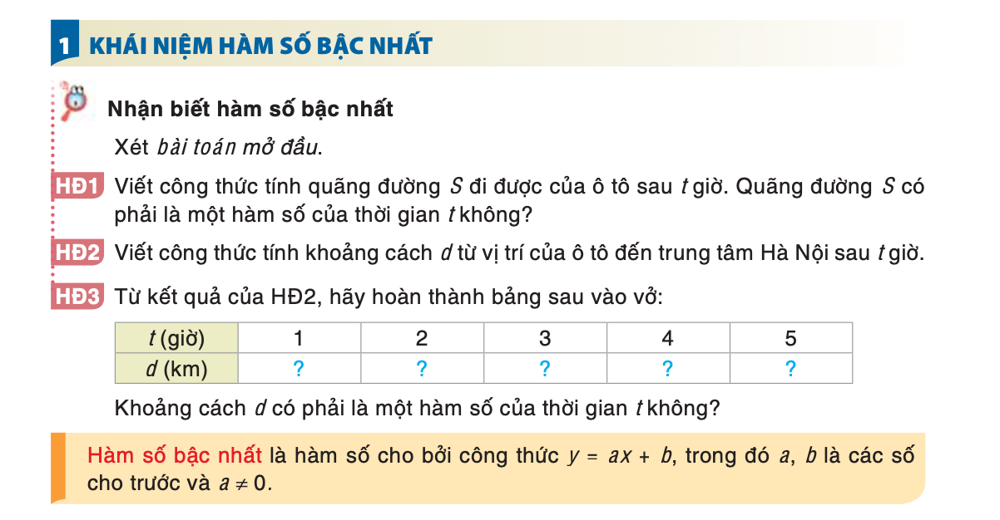 1 KHÁI NIỆM HÀM SỐ BẬC NHẤT
Nhận biết hàm số bậc nhất
Xét bài toán mở đầu.
HĐ1 Viết công thức tính quãng đường S đi được của ô tô sau t giờ. Quãng đường S có
phải là một hàm số của thời gian t không?
HĐ2 Viết công thức tính khoảng cách d từ vị trí của ô tô đến trung tâm Hà Nội sau t giờ.
HĐ3 Từ kết quả của HĐ2, hãy hoàn thành bảng sau vào vở:
t (giờ) 1 2 3 4 5
d (km) ? ? ? ? ?
Khoảng cách d có phải là một hàm số của thời gian t không?
Hàm số bậc nhất là hàm số cho bởi công thức y = ax + b, trong đó a, b là các số
cho trước và a ≠ 0.